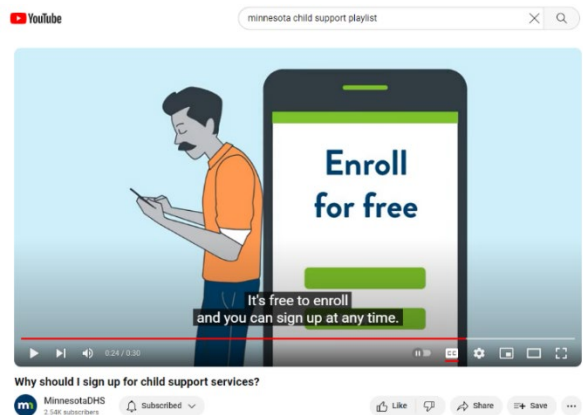 YouTube
minnesota child support playlist
Enroll
for free
It's free to enroll
and you can sign up at any time.
0:24 / 0:30
CC
Why should I sign up for child support services?
m
MinnesotaDHS
2.54K subscribers
Subscribed
Like
Share
Save